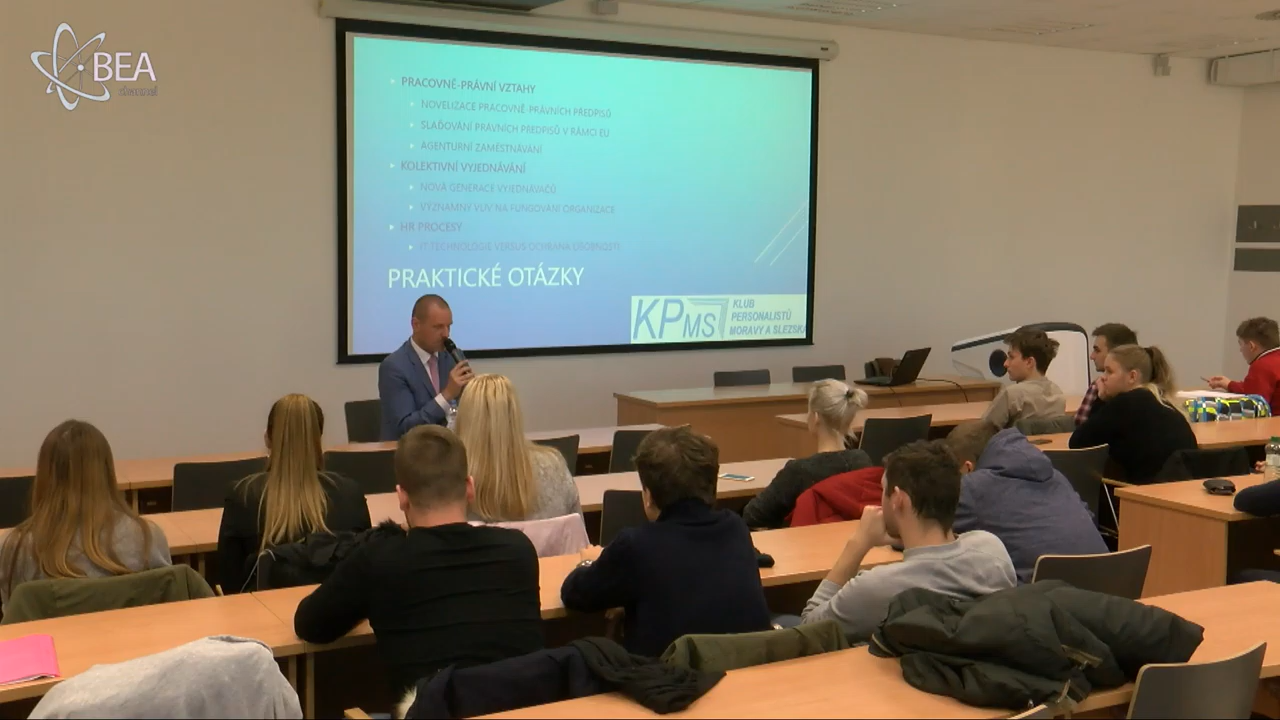 BEA
channel
PRACOVNĚ-PRÁVNÍ VZTAHY
NOVELIZACE PRACOVNĚ-PRÁVNÍCH PŘEDPISŮ
SLAĎOVÁNÍ PRÁVNÍCH PŘEDPISŮ V RÁMCI EU
AGENTURNÍ ZAMĚSTNÁVÁNÍ
KOLEKTIVNÍ VYJEDNÁVÁNÍ
NOVÁ GENERACE VYJEDNAVAČŮ
VÝZNAMNÝ VLIV NA FUNGOVÁNÍ ORGANIZACE
HR PROCESY
IT TECHNOLOGIE VERSUS OCHRANA OSOBNOSTI
PRAKTICKÉ OTÁZKY
KPMS
KLUB
PERSONALISTŮ
MORAVY A SLEZSKA